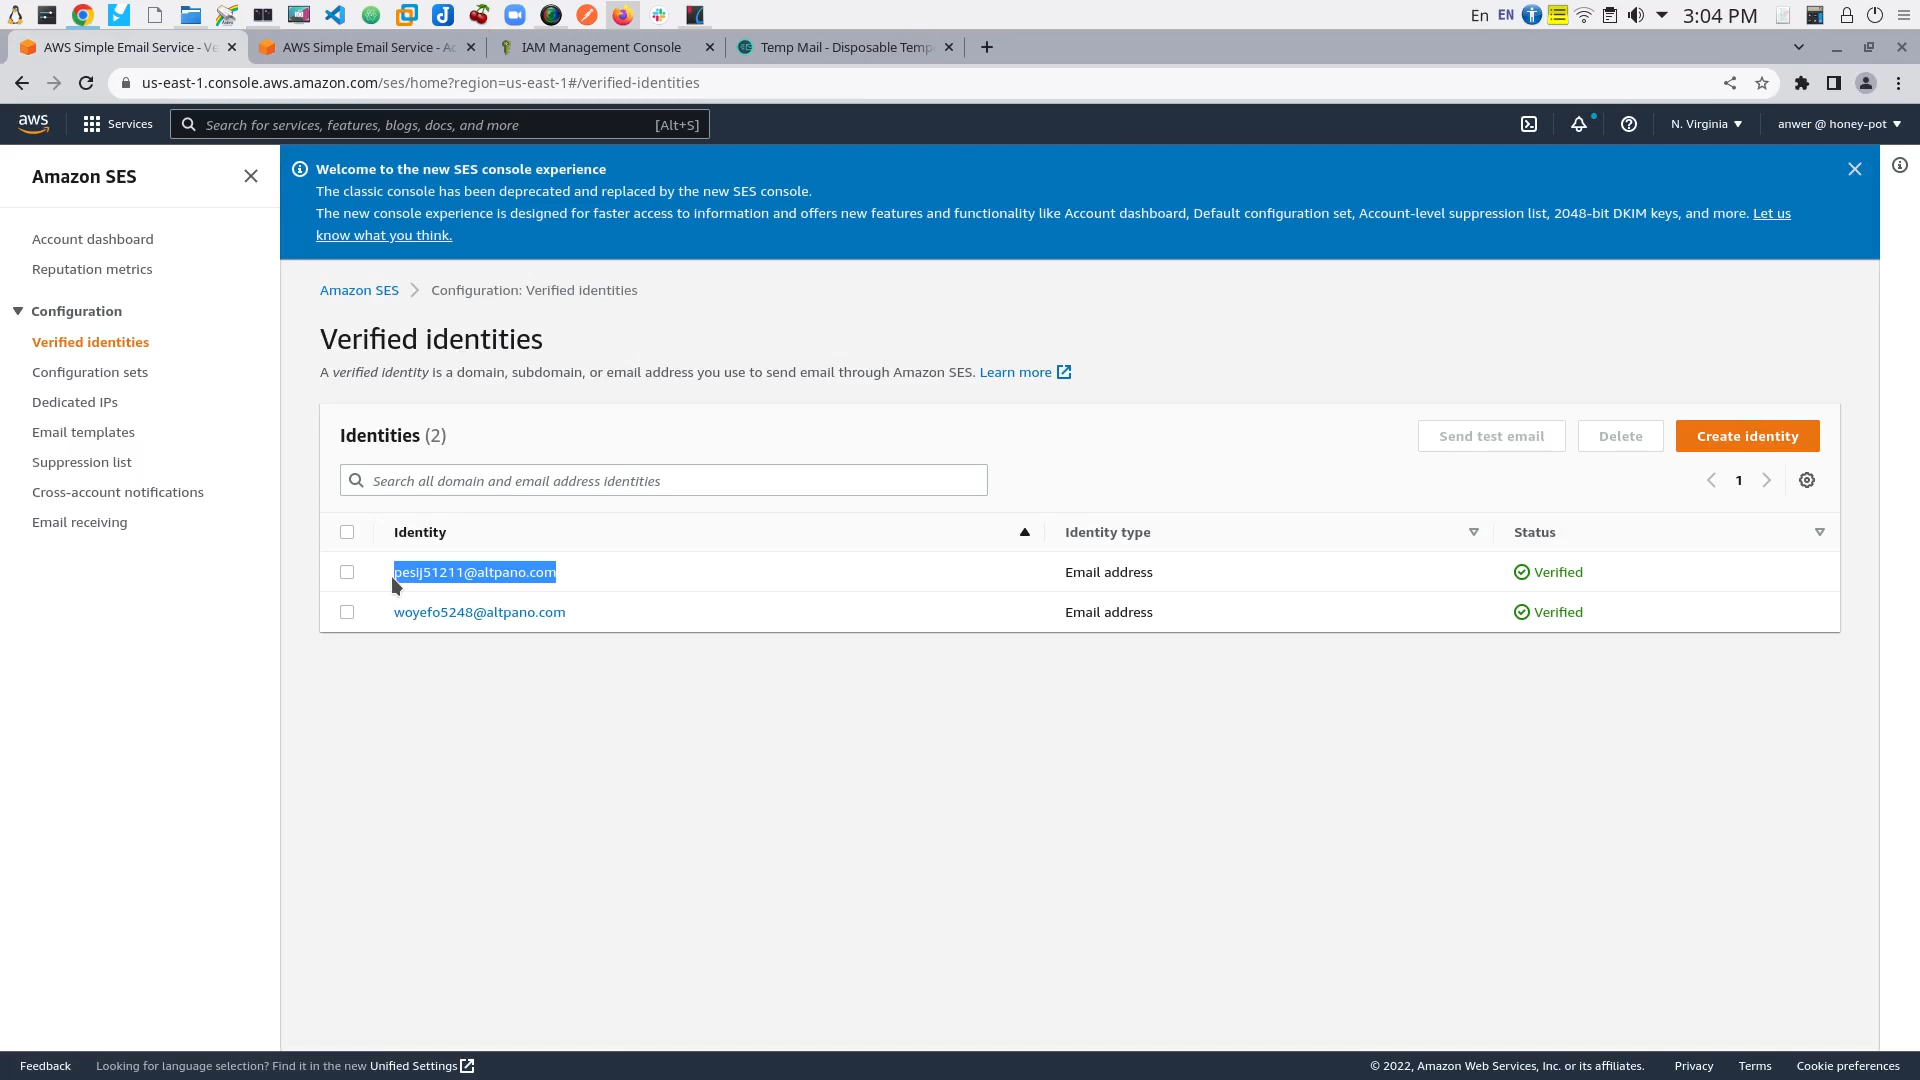 En EN 3:04 PM
AWS Simple Email Service - Ve
AWS Simple Email Service - Ac
IAM Management Console
Temp Mail - Disposable Temp
us-east-1.console.aws.amazon.com/ses/home?region=us-east-1#/verified-identities
aws Services Search for services, features, blogs, docs, and more [Alt+S] N. Virginia anwer @ honey-pot
Amazon SES
Account dashboard
Reputation metrics
Configuration
Verified identities
Configuration sets
Dedicated IPs
Email templates
Suppression list
Cross-account notifications
Email receiving
Welcome to the new SES console experience
The classic console has been deprecated and replaced by the new SES console.
The new console experience is designed for faster access to information and offers new features and functionality like Account dashboard, Default configuration set, Account-level suppression list, 2048-bit DKIM keys, and more. Let us
know what you think.
Amazon SES Configuration: Verified identities
Verified identities
A verified identity is a domain, subdomain, or email address you use to send email through Amazon SES. Learn more
Identities (2) Send test email Delete Create identity
Search all domain and email address identities 1
Identity Identity type Status
pesij51211@altpano.com Email address Verified
woyefo5248@altpano.com Email address Verified
Feedback Looking for language selection? Find it in the new Unified Settings © 2022, Amazon Web Services, Inc. or its affiliates. Privacy Terms Cookie preferences